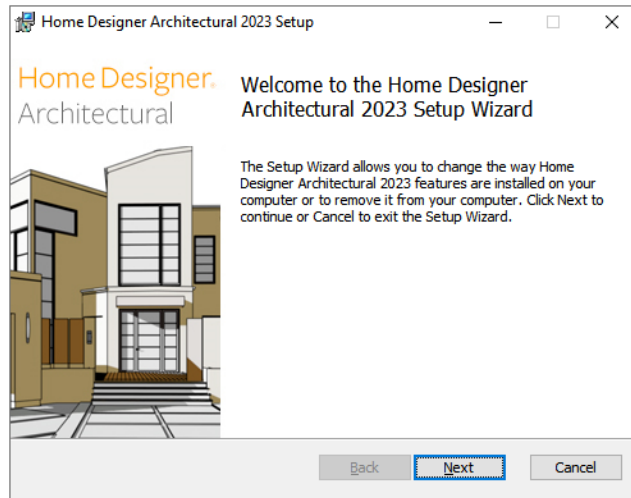 Home Designer Architectural 2023 Setup
Home Designer®
Architectural
Welcome to the Home Designer
Architectural 2023 Setup Wizard
The Setup Wizard allows you to change the way Home
Designer Architectural 2023 features are installed on your
computer or to remove it from your computer. Click Next to
continue or Cancel to exit the Setup Wizard.
Back
Next
Cancel